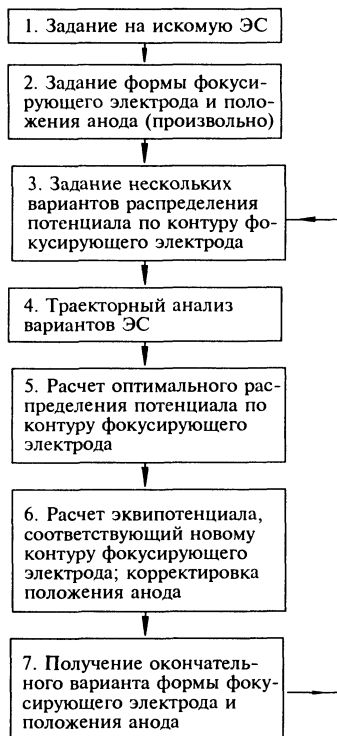 1. Задание на искомую ЭС
2. Задание формы фокуси-
рующего электрода и поло-
жения анода (произвольно)
3. Задание нескольких
вариантов распределения
потенциала по контуру фо-
кусирующего электрода
4. Траекторный анализ
вариантов ЭС
5. Расчет оптимального рас-
пределения потенциала по
контуру фокусирующего
электрода
6. Расчет эквипотенциала,
соответствующий новому
контуру фокусирующего
электрода; корректировка
положения анода
7. Получение окончатель-
ного варианта формы фоку-
сирующего электрода и
положения анода